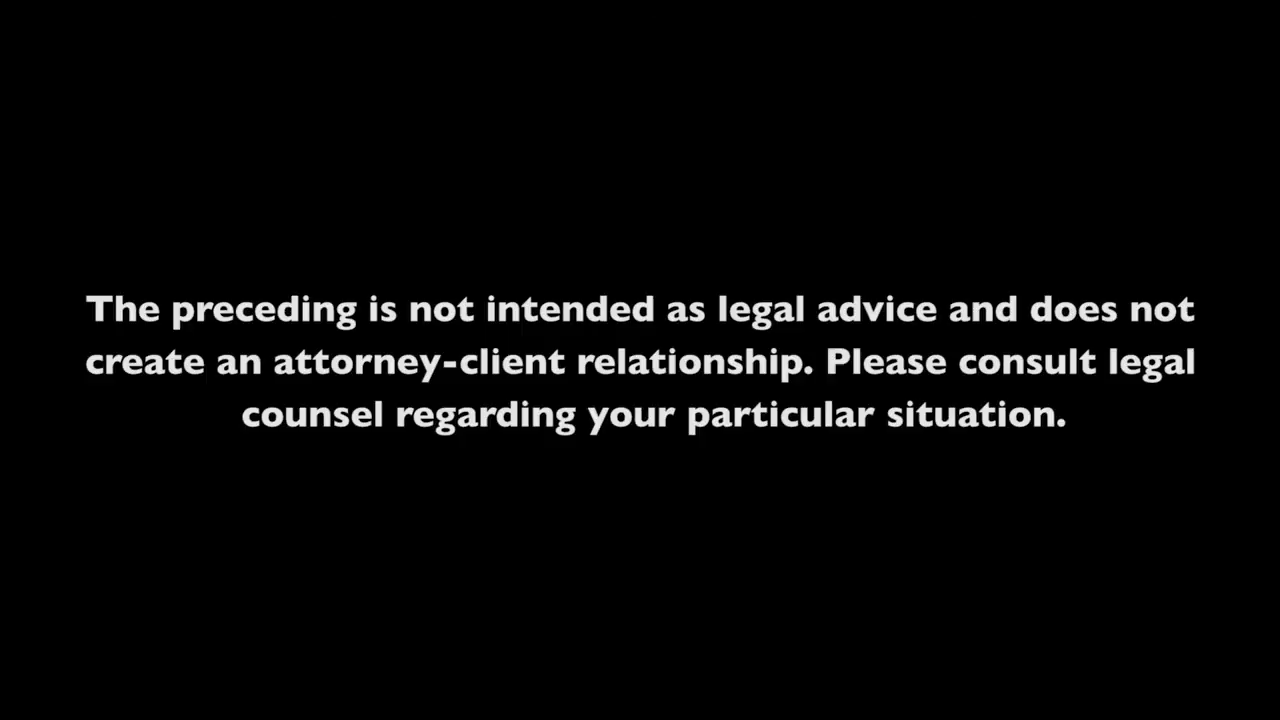 The preceding is not intended as legal advice and does not
create an attorney-client relationship. Please consult legal
counsel regarding your particular situation.